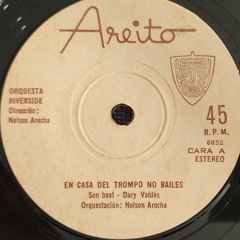 Areito
ORQUESTA
RIVERSIDE
Dirección:
Nelson Arocha
45
R. P. M.
6852
CARA A
ESTEREO
EN CASA DEL TROMPO NO BAILES
Son beat - Dary Valdés
Orquestación: Nelson Arocha